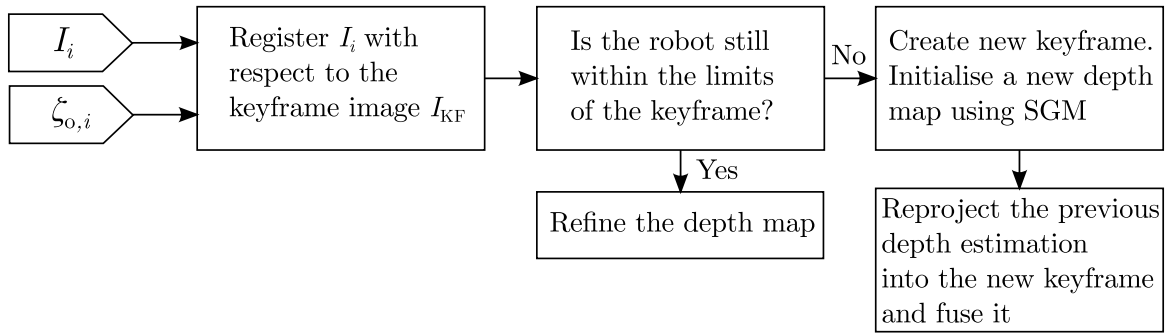 I_i
ζ_{o,i}
Register I_i with
respect to the
keyframe image I_KF
Is the robot still
within the limits
of the keyframe?
No
Create new keyframe.
Initialise a new depth
map using SGM
Yes
Refine the depth map
Reproject the previous
depth estimation
into the new keyframe
and fuse it